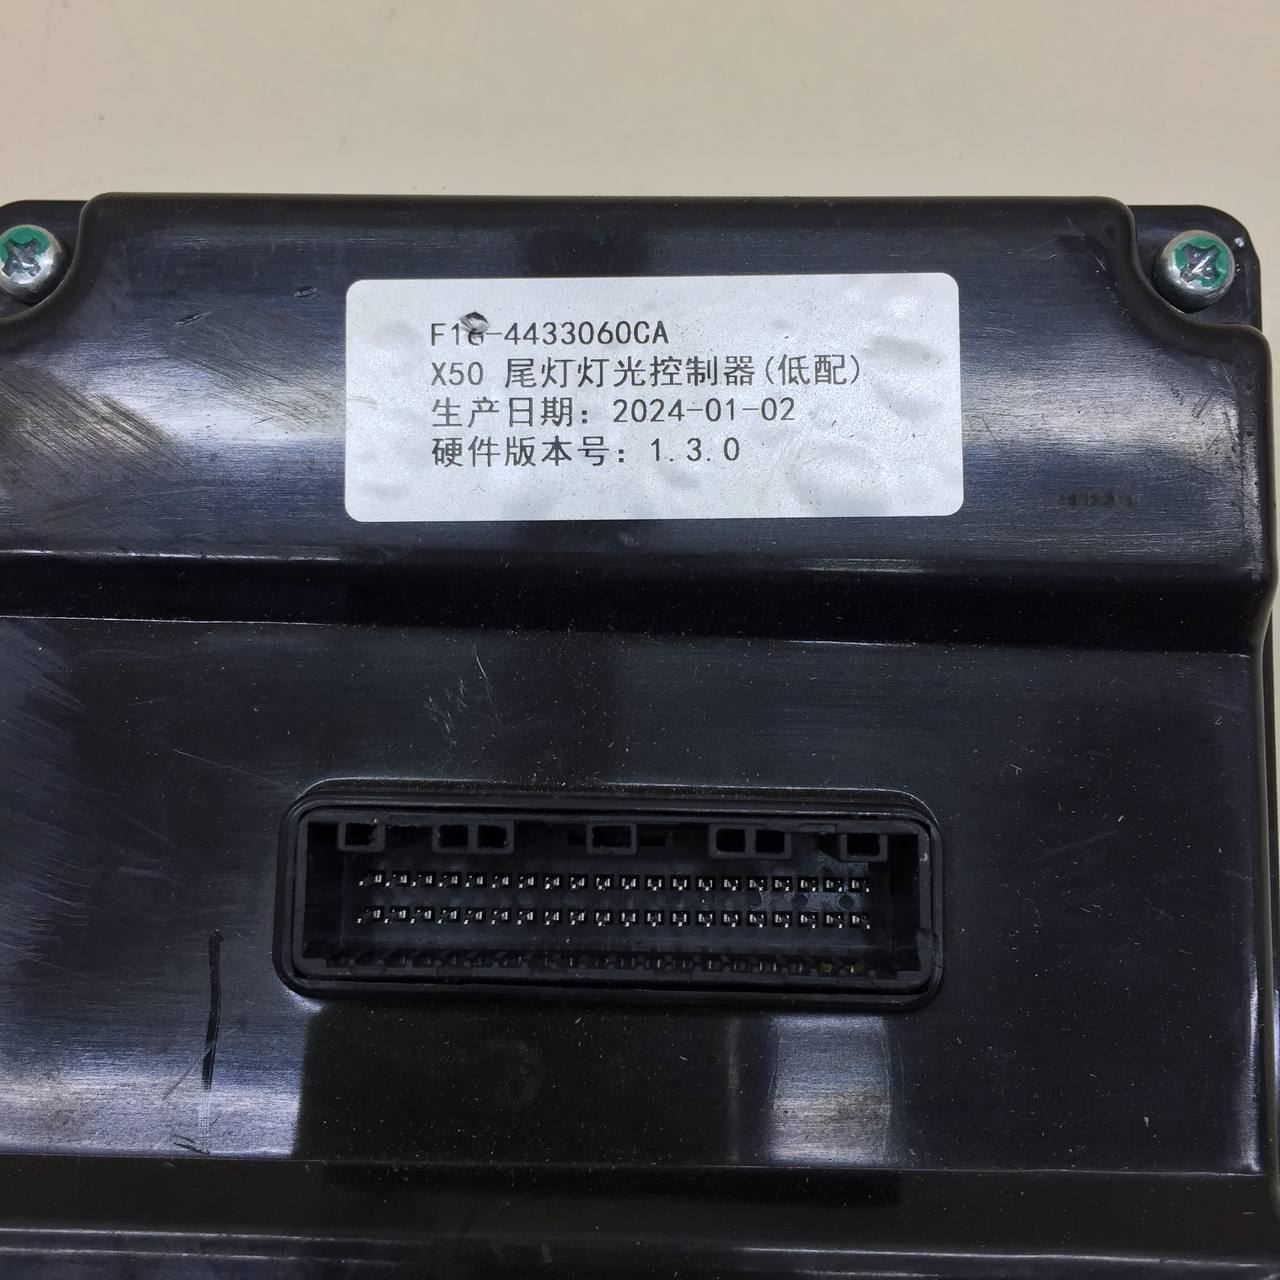 F16-4433060CA
X50 尾灯灯光控制器(低配)
生产日期: 2024-01-02
硬件版本号: 1.3.0